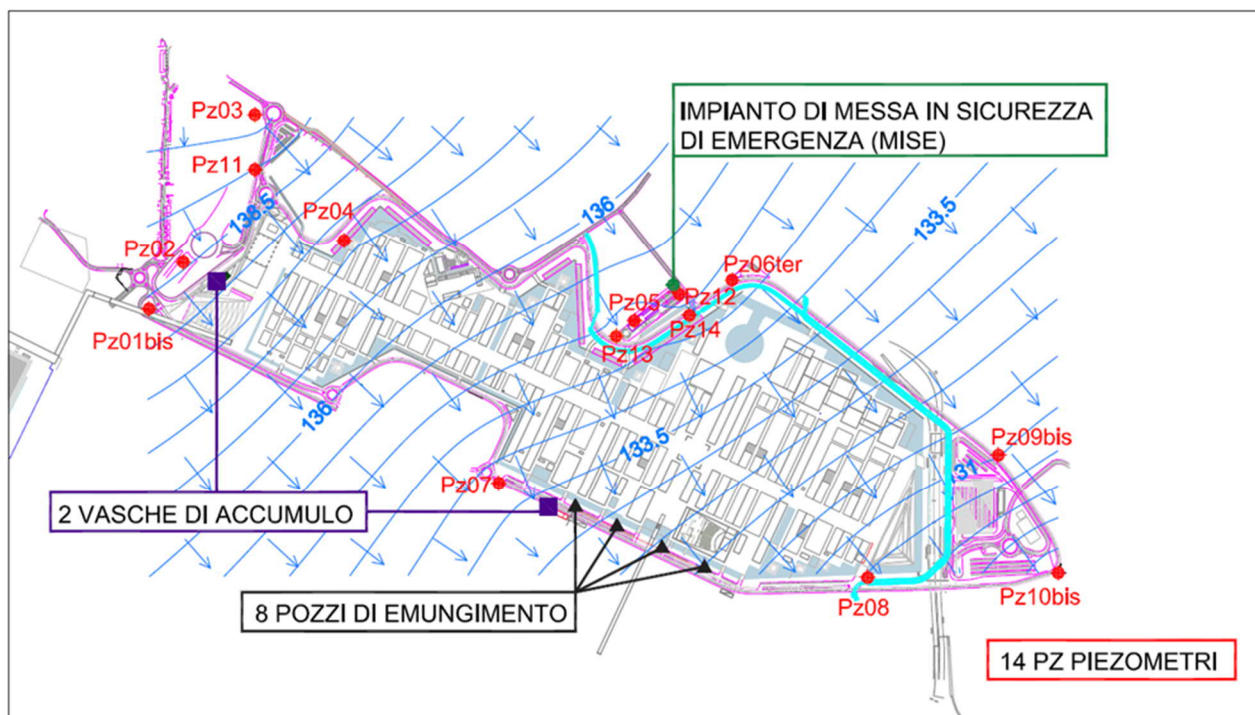 Pz03
IMPIANTO DI MESSA IN SICUREZZA
DI EMERGENZA (MISE)
Pz11
138.5
Pz04
136
133.5
Pz02
Pz06ter
Pz05
Pz12
Pz14
Pz01bis
Pz13
136
133.5
Pz09bis
131
Pz07
2 VASCHE DI ACCUMULO
8 POZZI DI EMUNGIMENTO
Pz08
Pz10bis
14 PZ PIEZOMETRI